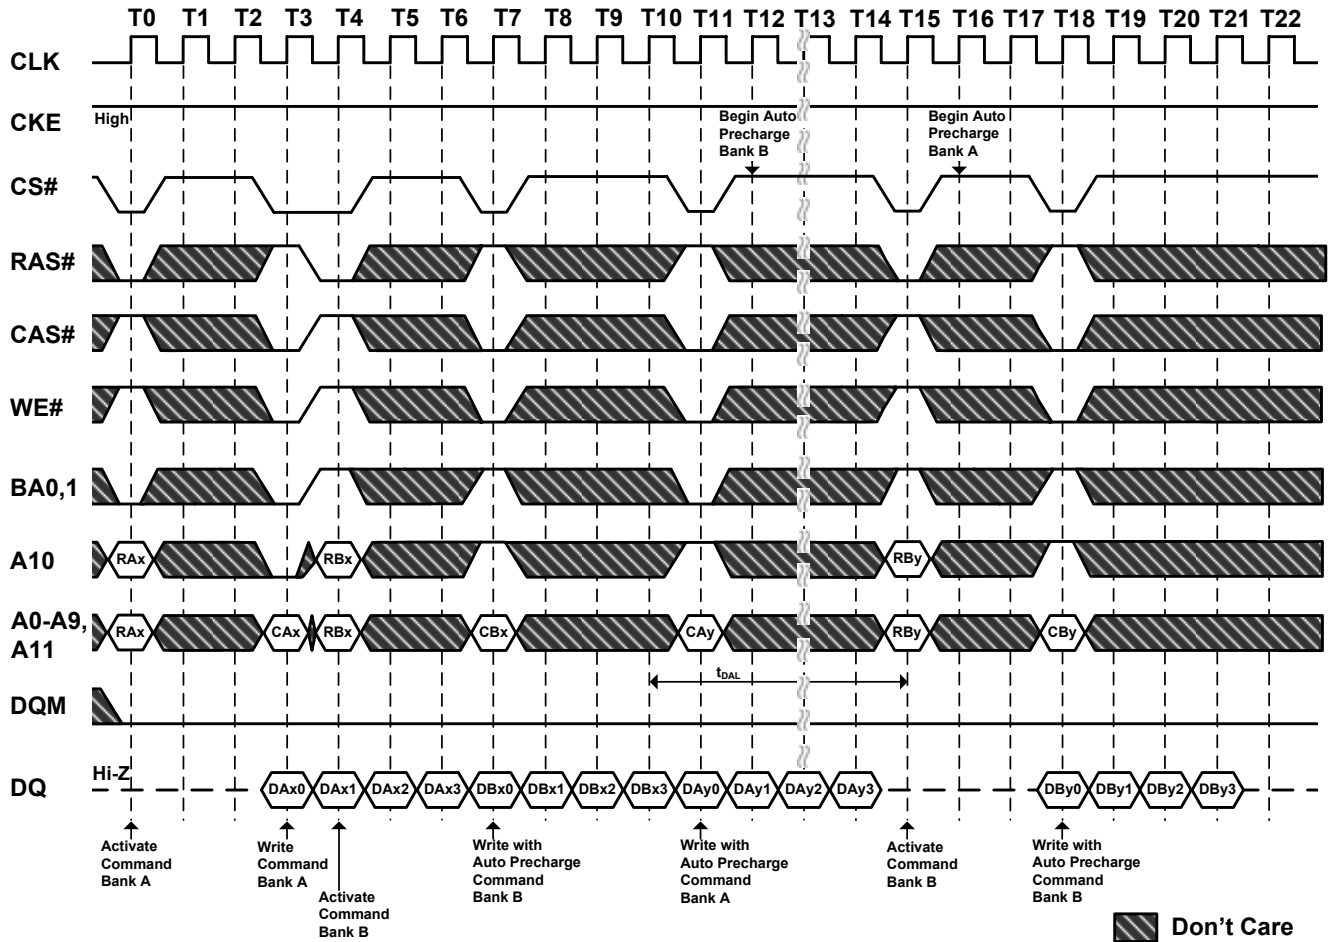 T0 T1 T2 T3 T4 T5 T6 T7 T8 T9 T10 T11 T12 T13 T14 T15 T16 T17 T18 T19 T20 T21 T22
CLK
CKE
High
Begin Auto
Precharge
Bank B
Begin Auto
Precharge
Bank A
CS#
RAS#
CAS#
WE#
BA0,1
A10
RAx RBx RBy
A0-A9,
A11
RAx CAx RBx CBx CAy RBy CBy
tDAL
DQM
DQ
Hi-Z
DAx0 DAx1 DAx2 DAx3 DBx0 DBx1 DBx2 DBx3 DAy0 DAy1 DAy2 DAy3 DBy0 DBy1 DBy2 DBy3
Activate
Command
Bank A
Write
Command
Bank A
Activate
Command
Bank B
Write with
Auto Precharge
Command
Bank B
Write with
Auto Precharge
Command
Bank A
Activate
Command
Bank B
Write with
Auto Precharge
Command
Bank B
Don't Care